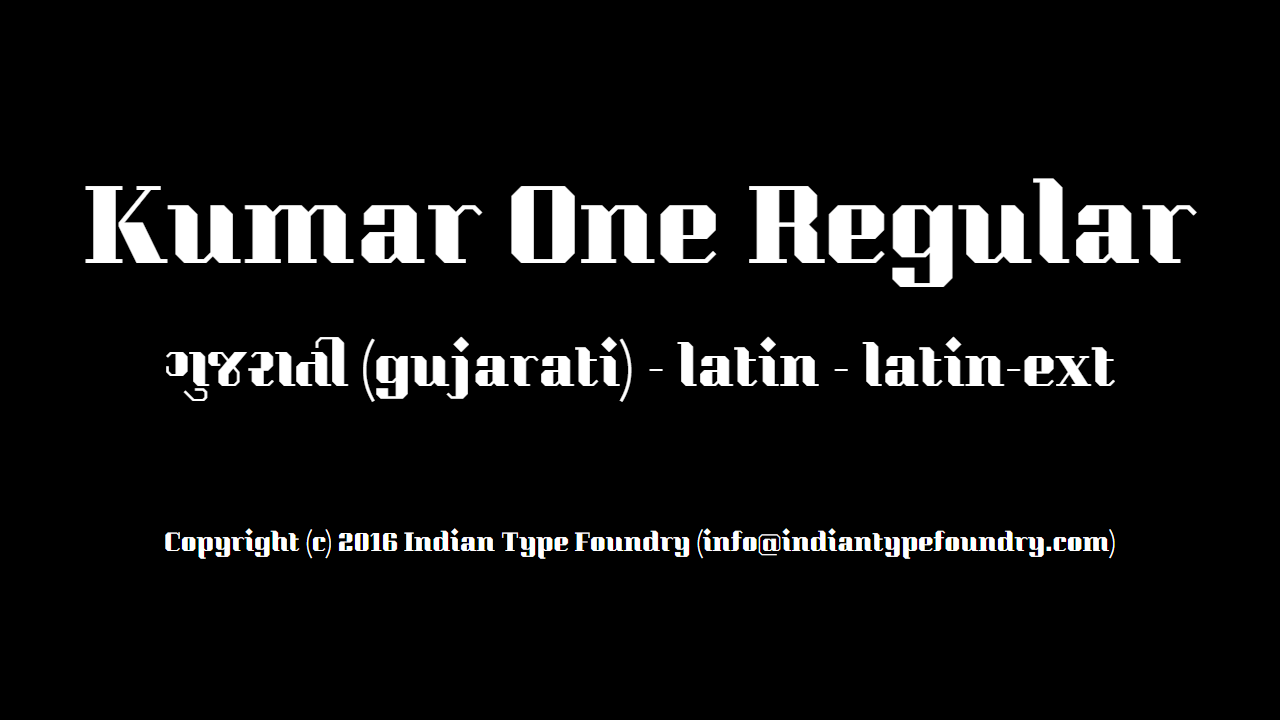 Kumar One Regular
ગુજરાતી (gujarati) - latin - latin-ext
Copyright (c) 2016 Indian Type Foundry (info@indiantypefoundry.com)